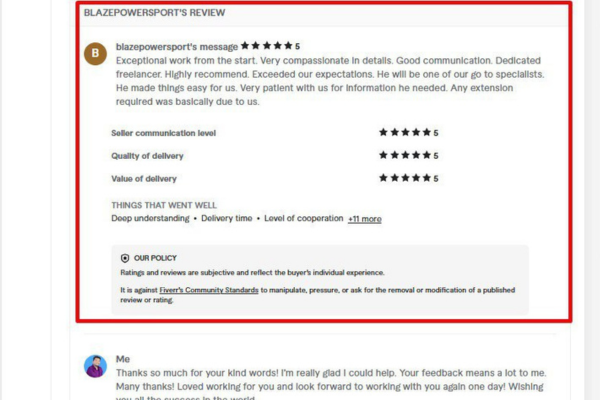 BLAZEPOWERSPORT'S REVIEW
B
blazepowersport's message ★★★★★ 5
Exceptional work from the start. Very compassionate in details. Good communication. Dedicated
freelancer. Highly recommend. Exceeded our expectations. He will be one of our go to specialists.
He made things easy for us. Very patient with us for information he needed. Any extension
required was basically due to us.
Seller communication level ★★★★★ 5
Quality of delivery ★★★★★ 5
Value of delivery ★★★★★ 5
THINGS THAT WENT WELL
Deep understanding • Delivery time • Level of cooperation +11 more
OUR POLICY
Ratings and reviews are subjective and reflect the buyer's individual experience.
It is against Fiverr's Community Standards to manipulate, pressure, or ask for the removal or modification of a published
review or rating.
Me
Thanks so much for your kind words! I'm really glad I could help. Your feedback means a lot to me.
Many thanks! Loved working for you and look forward to working with you again one day! Wishing
you all the success in the world